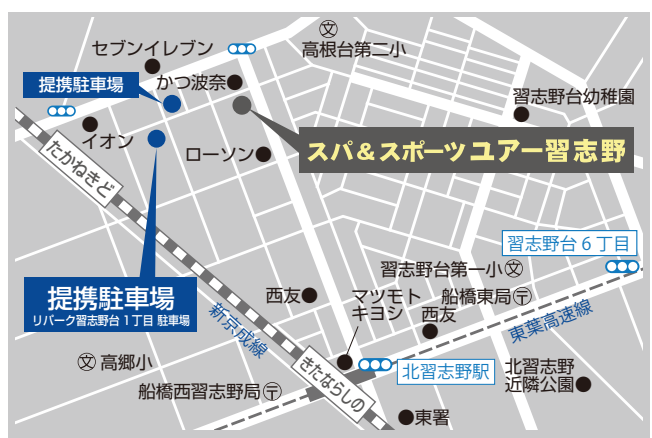 文
高根台第二小
セブンイレブン
提携駐車場
かつ波奈
習志野台幼稚園
イオン
ローソン
スパ＆スポーツ ユアー習志野
たかねきど
習志野台６丁目
習志野台第一小 文
提携駐車場
リパーク習志野台１丁目 駐車場
西友
マツモト
キヨシ
船橋東局 〒
西友
新京成線
東葉高速線
文 高郷小
きたならしの
北習志野駅
北習志野
近隣公園
船橋西習志野局 〒
東署